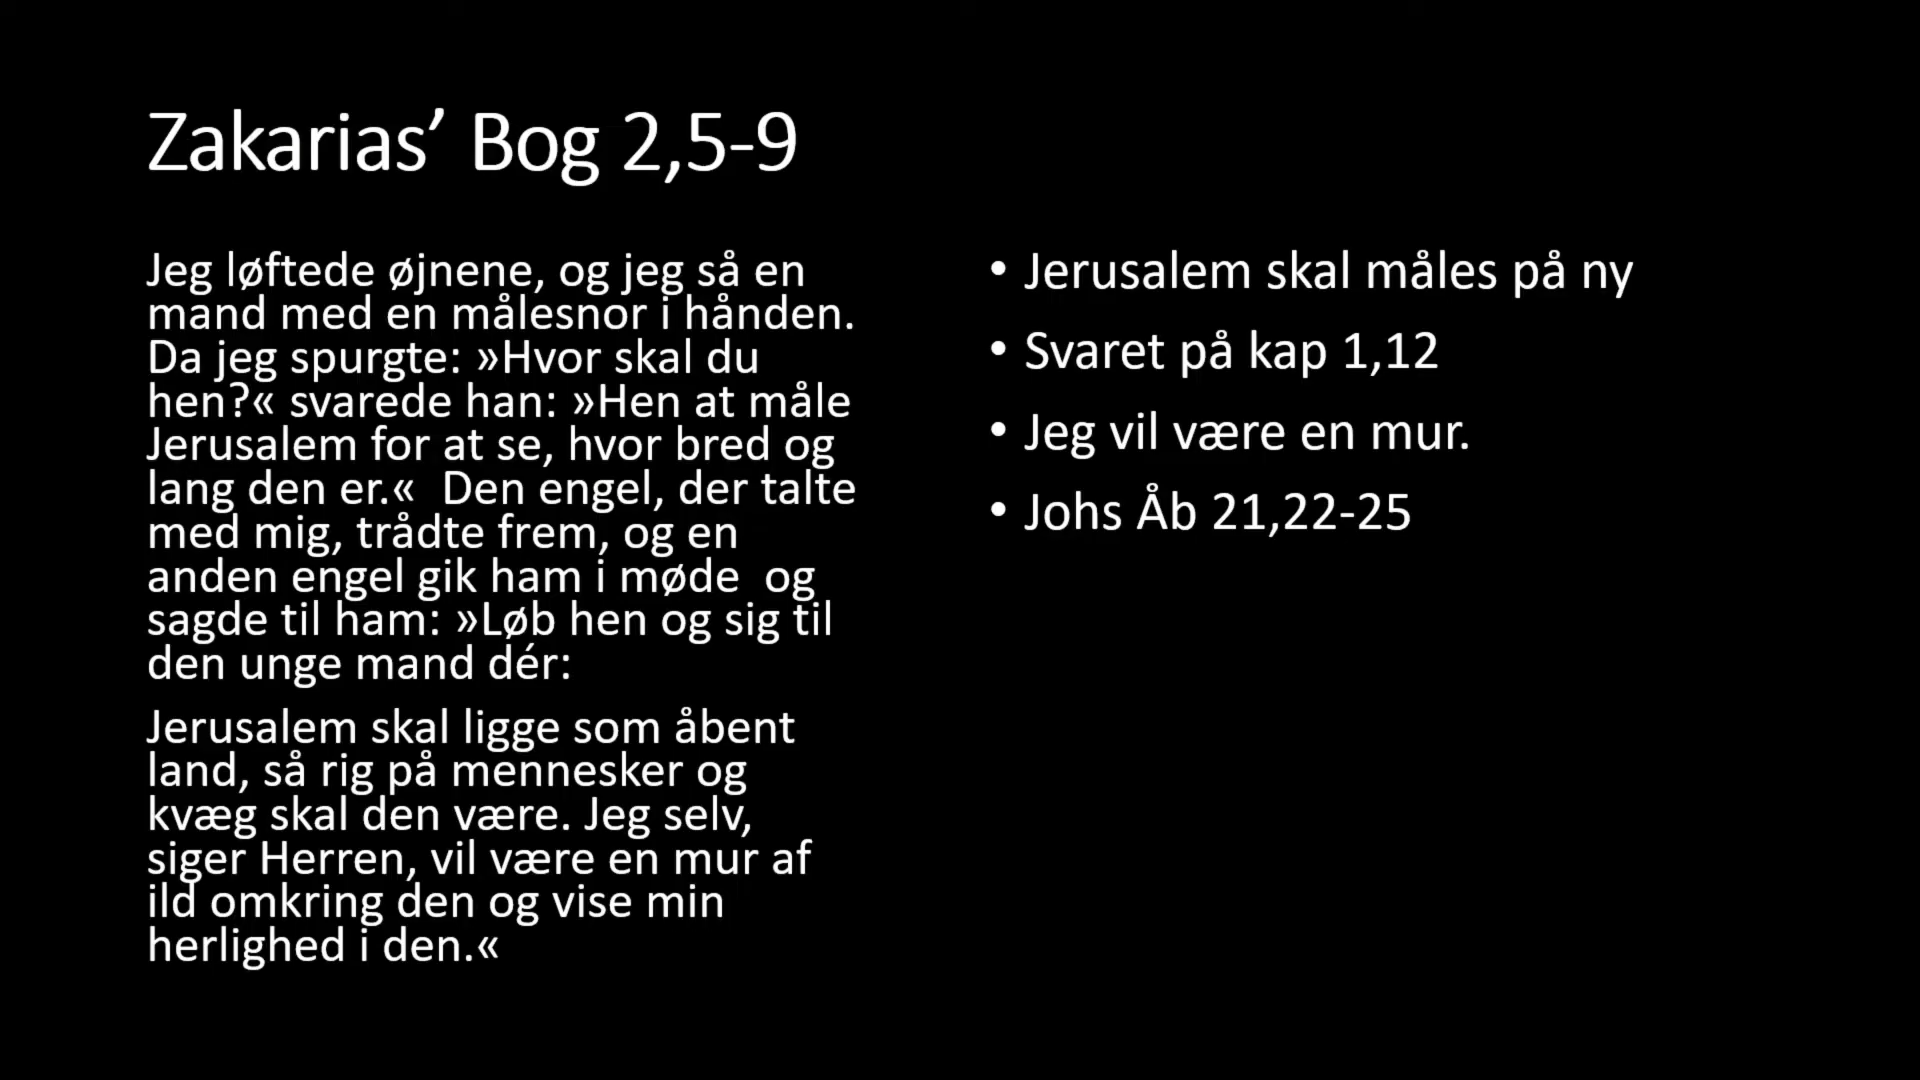 Zakarias’ Bog 2,5-9
Jeg løftede øjnene, og jeg så en
mand med en målesnor i hånden.
Da jeg spurgte: »Hvor skal du
hen?« svarede han: »Hen at måle
Jerusalem for at se, hvor bred og
lang den er.«  Den engel, der talte
med mig, trådte frem, og en
anden engel gik ham i møde  og
sagde til ham: »Løb hen og sig til
den unge mand dér:
Jerusalem skal ligge som åbent
land, så rig på mennesker og
kvæg skal den være. Jeg selv,
siger Herren, vil være en mur af
ild omkring den og vise min
herlighed i den.«
• Jerusalem skal måles på ny
• Svaret på kap 1,12
• Jeg vil være en mur.
• Johs Åb 21,22-25